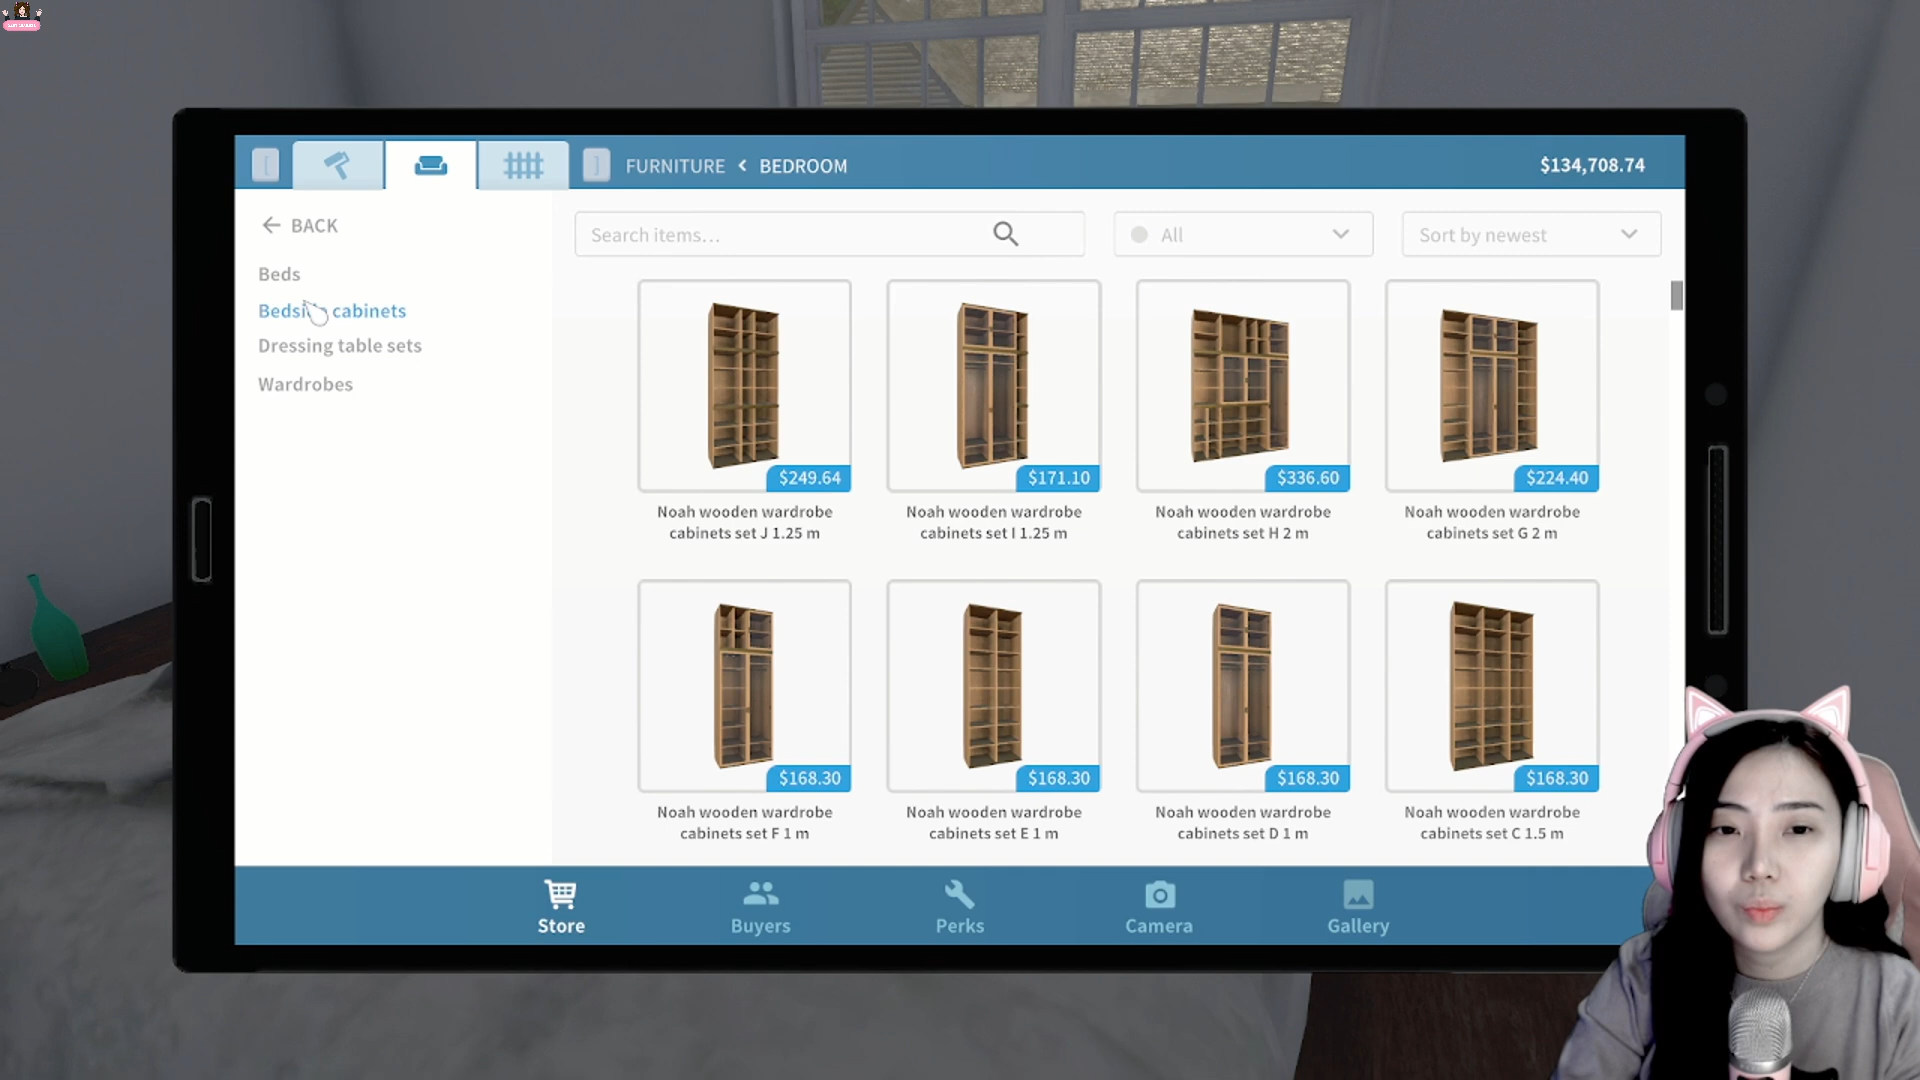 FURNITURE < BEDROOM
$134,708.74
← BACK
Search items...
All
Sort by newest
Beds
cabinets
Dressing table sets
Wardrobes
$249.64
$171.10
$336.60
$224.40
Noah wooden wardrobe
cabinets set J 1.25 m
Noah wooden wardrobe
cabinets set I 1.25 m
Noah wooden wardrobe
cabinets set H 2 m
Noah wooden wardrobe
cabinets set G 2 m
$168.30
$168.30
$168.30
$168.30
Noah wooden wardrobe
cabinets set F 1 m
Noah wooden wardrobe
cabinets set E 1 m
Noah wooden wardrobe
cabinets set D 1 m
Noah wooden wardrobe
cabinets set C 1.5 m
Store
Buyers
Perks
Camera
Gallery